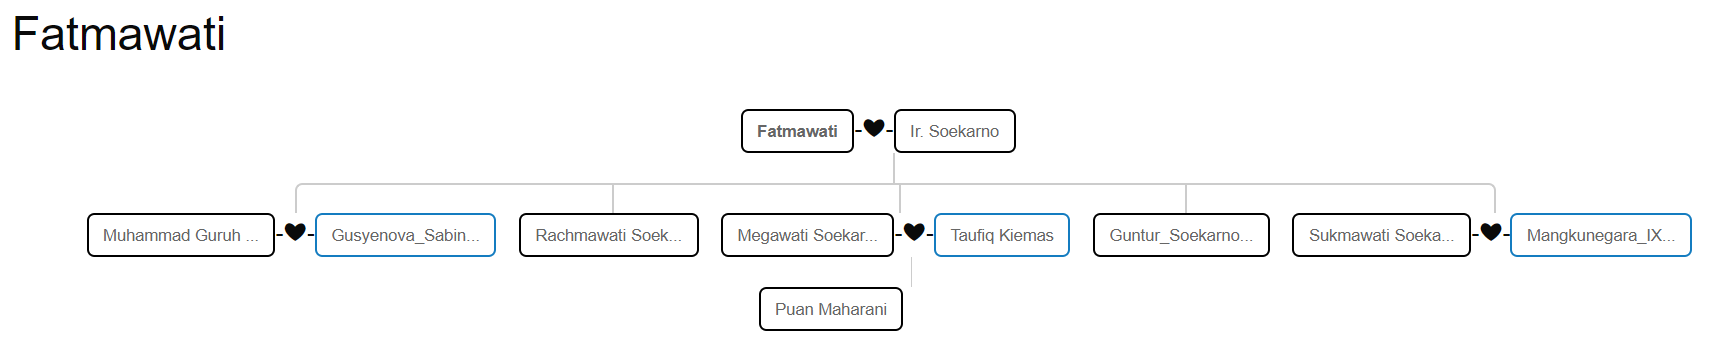 Fatmawati
Fatmawati
Ir. Soekarno
Muhammad Guruh ...
Gusyenova_Sabin...
Rachmawati Soek...
Megawati Soekar...
Taufiq Kiemas
Guntur_Soekarno...
Sukmawati Soeka...
Mangkunegara_IX...
Puan Maharani